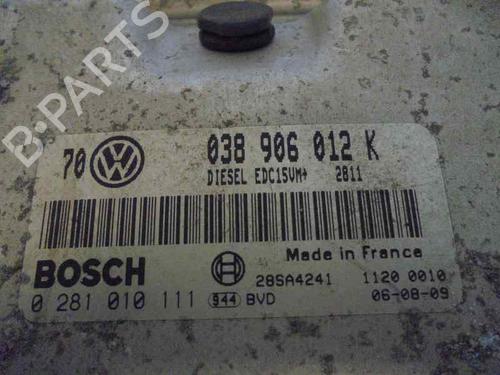 B-PARTS
70 038 906 012 K
DIESEL EDC15VM+ 2811
Made in France
BOSCH 28SA4241 1120 0010
0 281 010 111 S44 BVD 06-08-09